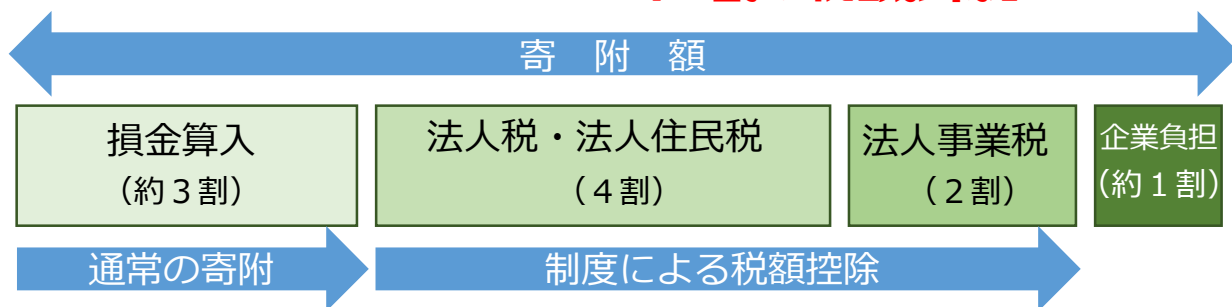 寄 附 額
損金算入
（約３割）
法人税・法人住民税
（４割）
法人事業税
（２割）
企業負担
（約１割）
通常の寄附
制度による税額控除